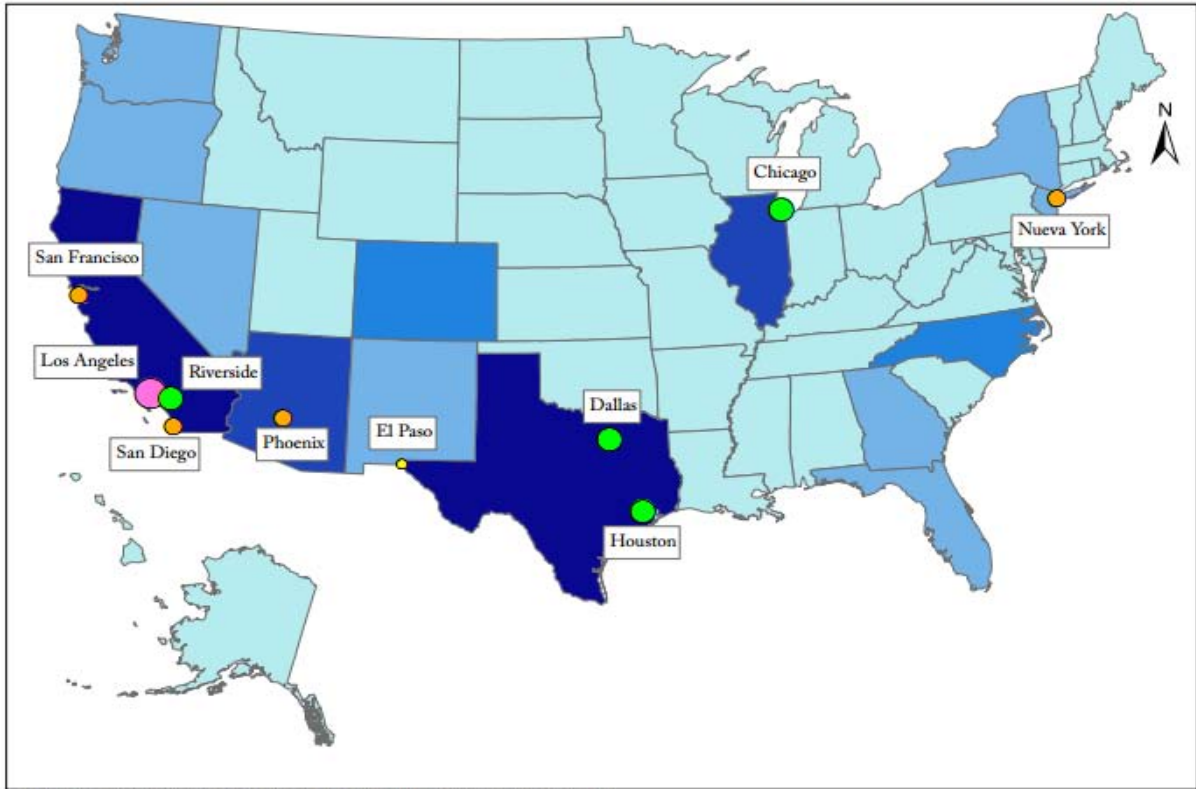 N
Chicago
Nueva York
San Francisco
Los Angeles
Riverside
Dallas
El Paso
San Diego
Phoenix
Houston